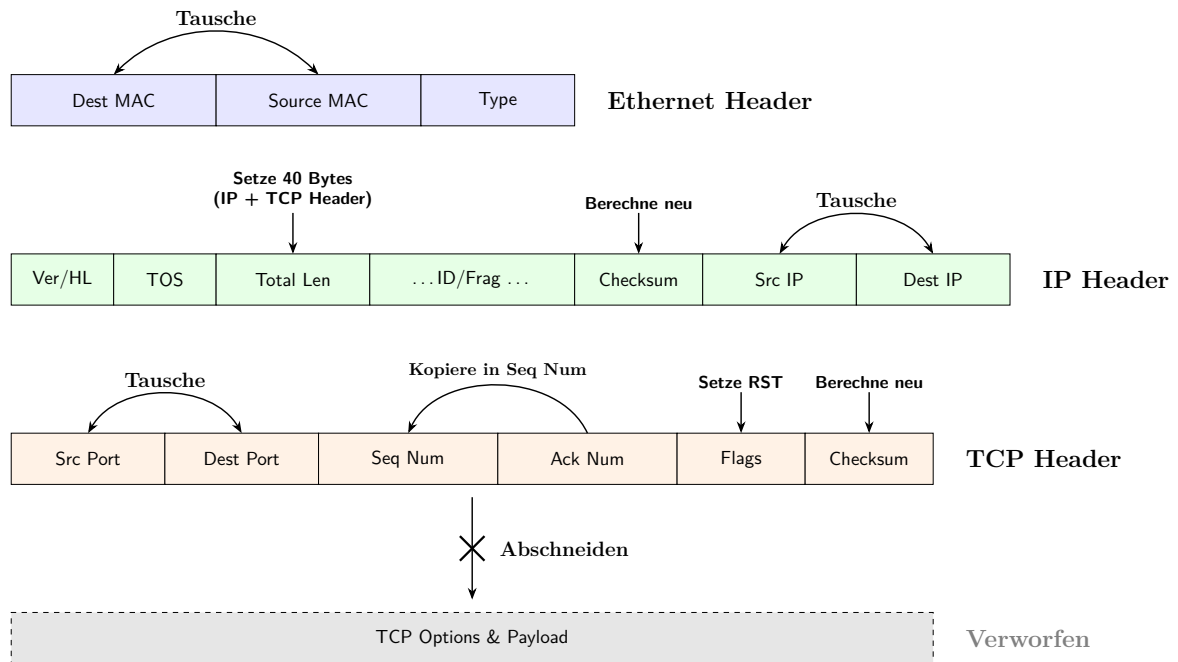 Tausche
Dest MAC
Source MAC
Type
Ethernet Header
Setze 40 Bytes
(IP + TCP Header)
Berechne neu
Tausche
Ver/HL
TOS
Total Len
...ID/Frag ...
Checksum
Src IP
Dest IP
IP Header
Tausche
Kopiere in Seq Num
Setze RST
Berechne neu
Src Port
Dest Port
Seq Num
Ack Num
Flags
Checksum
TCP Header
Abschneiden
TCP Options & Payload
Verworfen